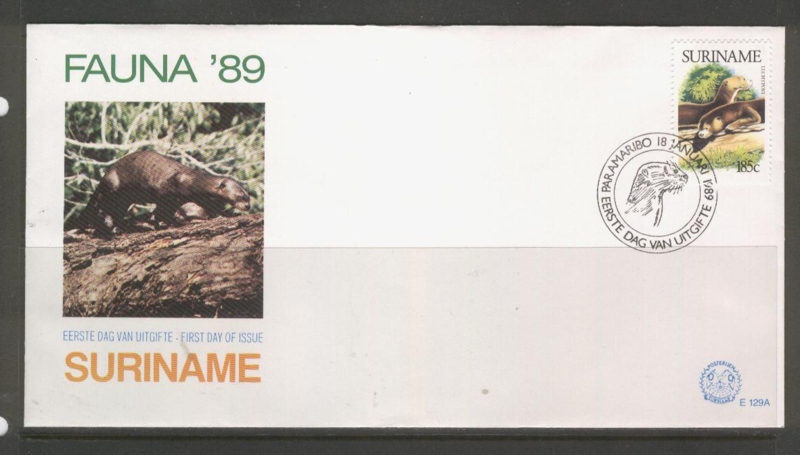 FAUNA '89
SURINAME
185c
PARAMARIBO 18 JANUARI 1989
EERSTE DAG VAN UITGIFTE
EERSTE DAG VAN UITGIFTE - FIRST DAY OF ISSUE
SURINAME
SURINAME
E 129A